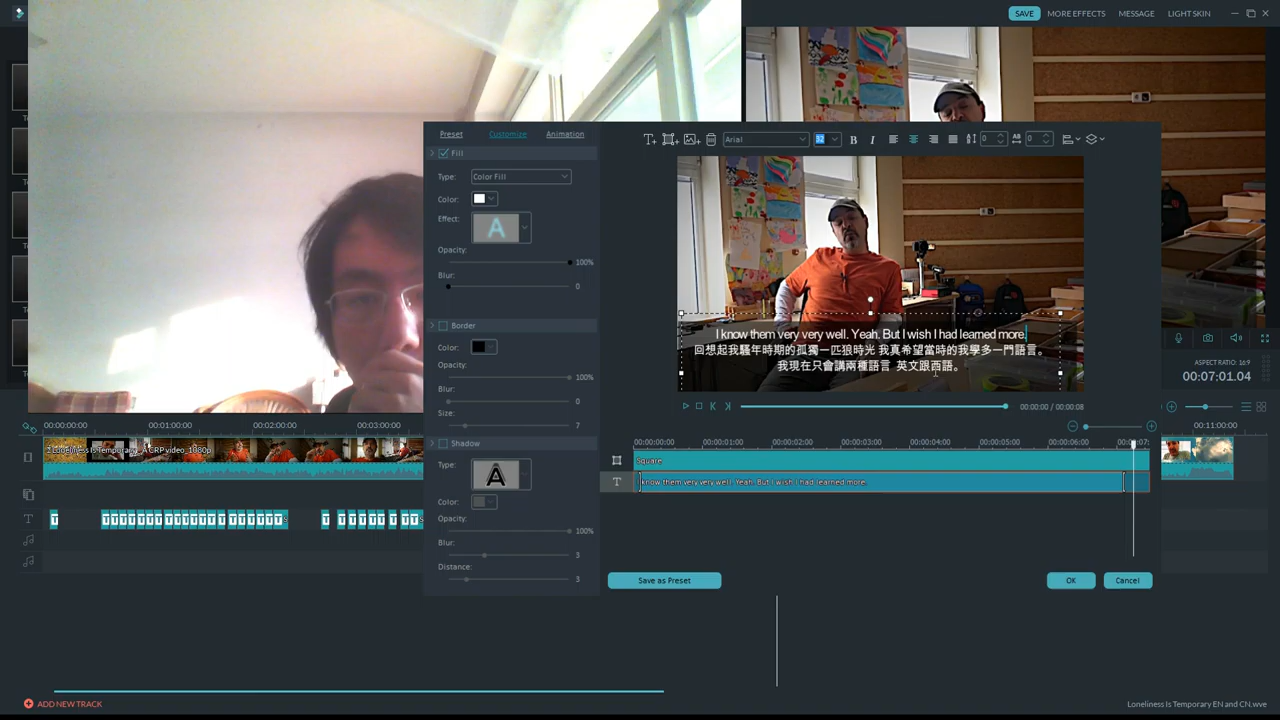 SAVE
MORE EFFECTS
MESSAGE
LIGHT SKIN
Preset
Customize
Animation
Fill
Type:
Color Fill
Color:
Effect:
A
Opacity:
100%
Blur:
0
Border
Color:
Opacity:
100%
Blur:
0
Size:
7
Shadow
Type:
A
Color:
Opacity:
100%
Blur:
3
Distance:
3
Arial
32
B
I
0
0
I know them very very well. Yeah. But I wish I had learned more.
回想起我騷年時期的孤獨一匹狼時光 我真希望當時的我學多一門語言。
我現在只會講兩種語言 英文跟西語。
00:00:00 / 00:00:08
ASPECT RATIO: 16:9
00:07:01.04
00:00:00:00
00:01:00:00
00:02:00:00
00:03:00:00
00:11:00:00
00:00:00:00
00:00:01:00
00:00:02:00
00:00:03:00
00:00:04:00
00:00:05:00
00:00:06:00
Square
know them very very well. Yeah. But I wish I had learned more.
Save as Preset
OK
Cancel
ADD NEW TRACK
Loneliness Is Temporary EN and CN.wve